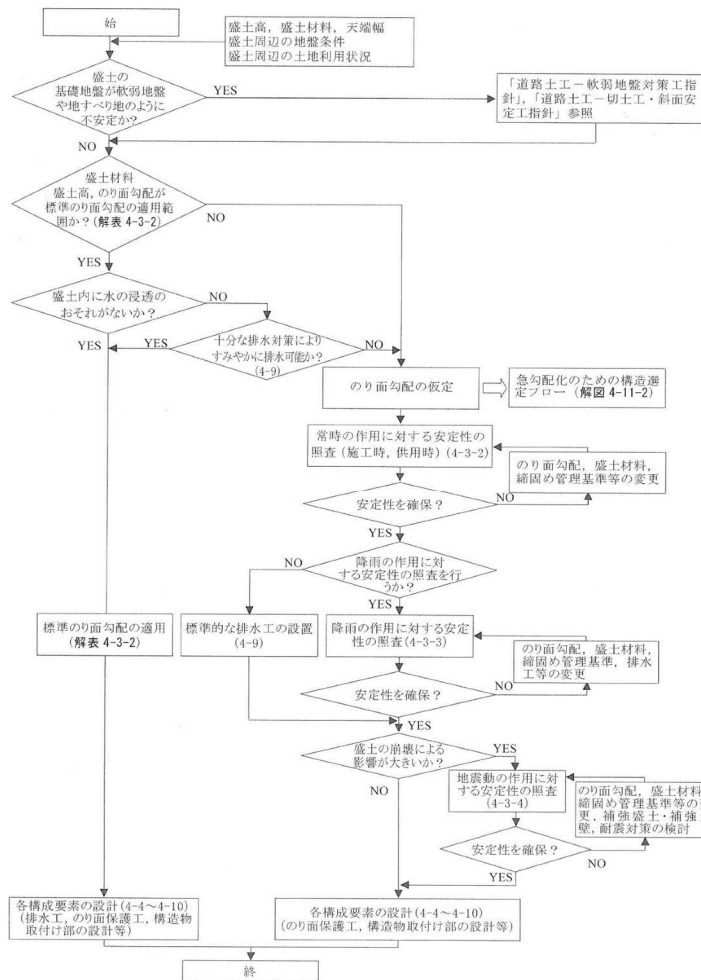 始
盛土高，盛土材料，天端幅
盛土周辺の地盤条件
盛土周辺の土地利用状況
盛土の
基礎地盤が軟弱地盤
や地すべり地のように
不安定か？
YES
「道路土工－軟弱地盤対策工指
針」，「道路土工－切土工・斜面安
定工指針」参照
NO
盛土材料
盛土高，のり面勾配が
標準のり面勾配の適用範
囲か？（解表 4-3-2）
NO
YES
盛土内に水の浸透の
おそれがないか？
NO
YES
YES
十分な排水対策により
すみやかに排水可能か？
(4-9)
NO
のり面勾配の仮定
急勾配化のための構造選
定フロー（解図 4-11-2）
常時の作用に対する安定性の
照査（施工時，供用時）(4-3-2)
のり面勾配，盛土材料，
締固め管理基準等の変更
安定性を確保？
NO
YES
NO
降雨の作用に対
する安定性の照査を行
うか？
YES
標準のり面勾配の適用
（解表 4-3-2）
標準的な排水工の設置
(4-9)
降雨の作用に対する安定
性の照査(4-3-3)
のり面勾配，盛土材料，
締固め管理基準，排水
工等の変更
安定性を確保？
NO
YES
盛土の崩壊による
影響が大きいか？
YES
NO
地震動の作用に対
する安定性の照査
(4-3-4)
のり面勾配，盛土材料
締固め管理基準等の
更，補強盛土・補強
壁，耐震対策の検討
安定性を確保？
NO
YES
各構成要素の設計(4-4～4-10)
（排水工，のり面保護工，構造物
取付け部の設計等）
各構成要素の設計(4-4～4-10)
（のり面保護工，構造物取付け部の設計等）
終